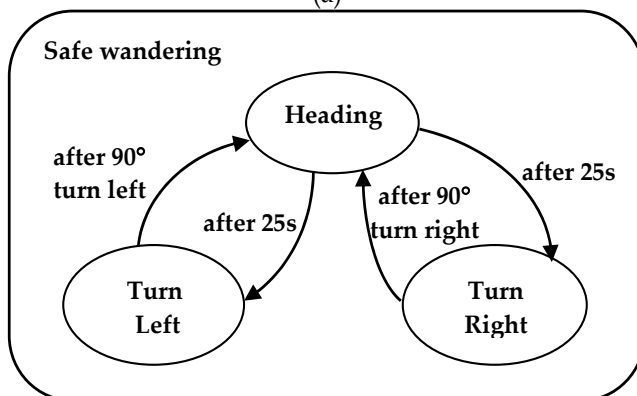 Safe wandering
Heading
after 90°
turn left
after 25s
after 90°
turn right
after 25s
Turn
Left
Turn
Right